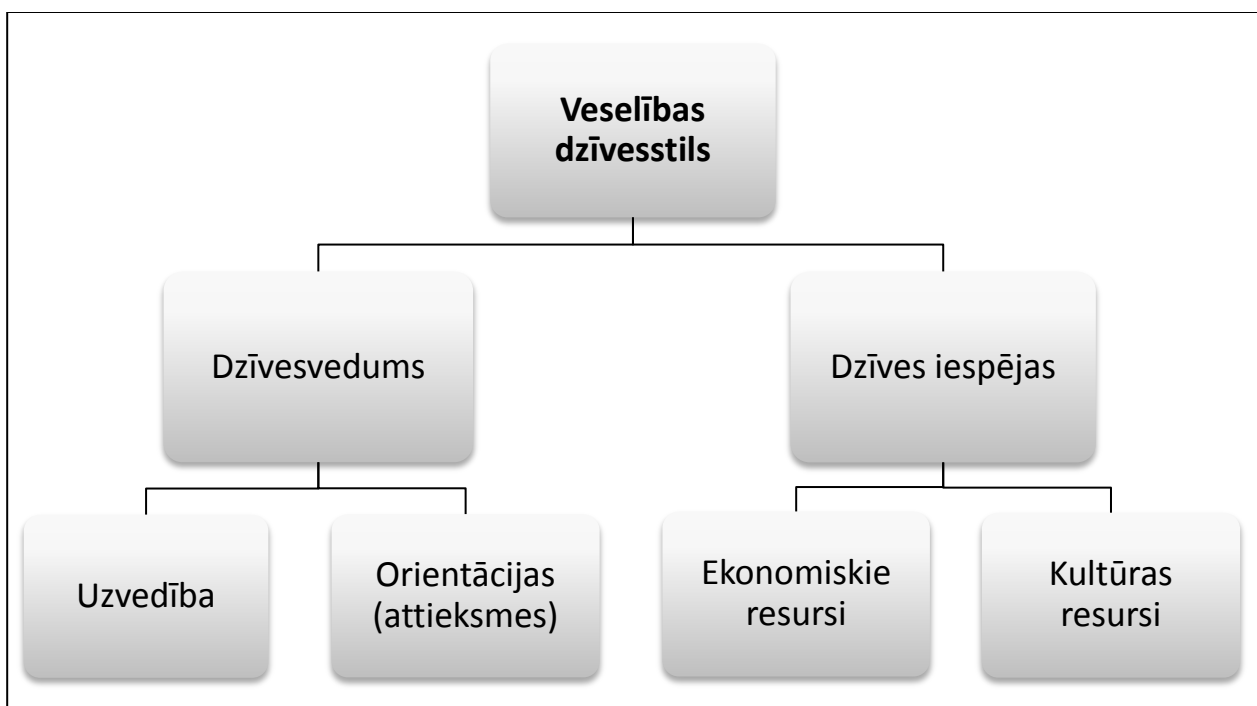 Veselības
dzīvesstils
Dzīvesvedums
Dzīves iespējas
Uzvedība
Orientācijas
(attieksmes)
Ekonomiskie
resursi
Kultūras
resursi